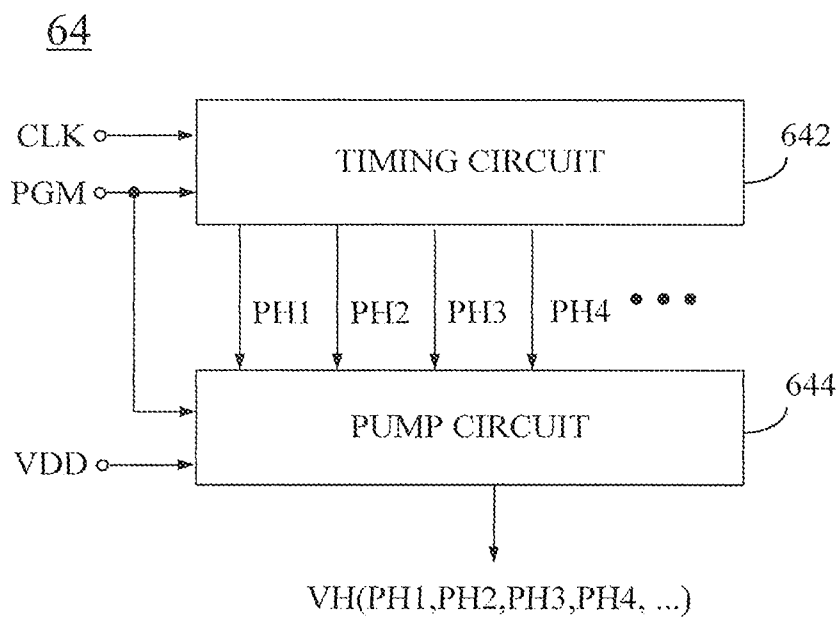 64
CLK
TIMING CIRCUIT
642
PGM
PH1 PH2 PH3 PH4 •••
644
PUMP CIRCUIT
VDD
VH(PH1,PH2,PH3,PH4, ...)